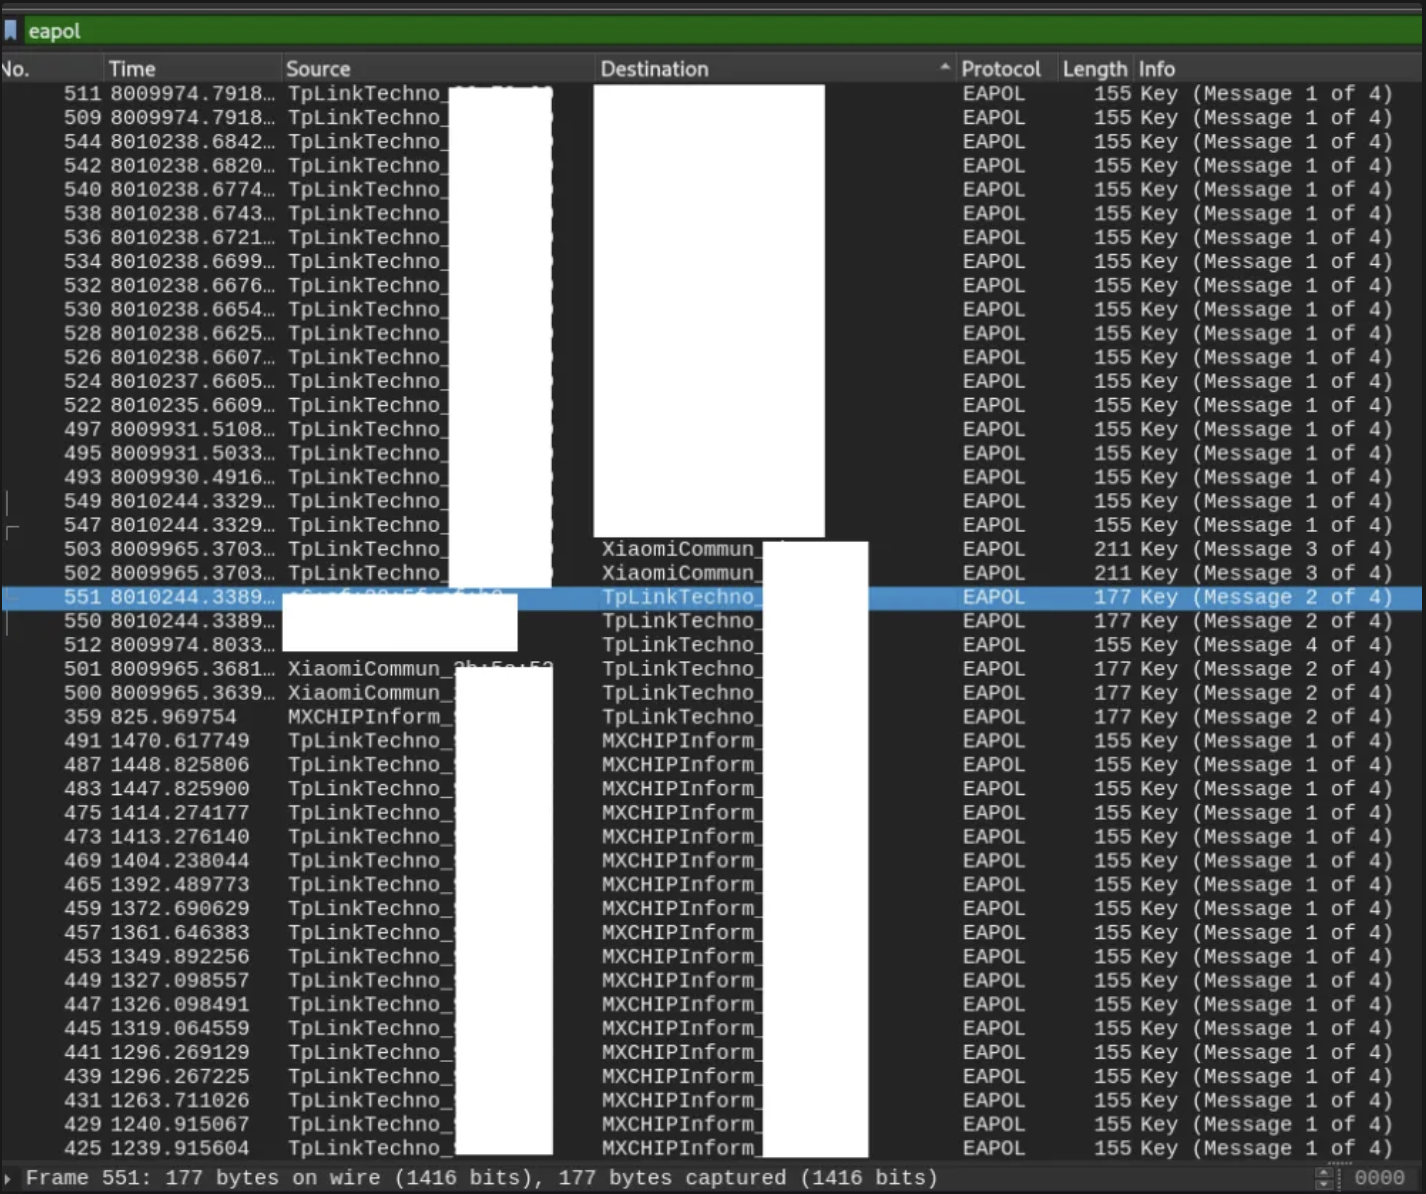 eapol
No. Time Source Destination Protocol Length Info
511 8009974.7918… TpLinkTechno_ EAPOL 155 Key (Message 1 of 4)
509 8009974.7918… TpLinkTechno_ EAPOL 155 Key (Message 1 of 4)
544 8010238.6842… TpLinkTechno_ EAPOL 155 Key (Message 1 of 4)
542 8010238.6820… TpLinkTechno_ EAPOL 155 Key (Message 1 of 4)
540 8010238.6774… TpLinkTechno_ EAPOL 155 Key (Message 1 of 4)
538 8010238.6743… TpLinkTechno_ EAPOL 155 Key (Message 1 of 4)
536 8010238.6721… TpLinkTechno_ EAPOL 155 Key (Message 1 of 4)
534 8010238.6699… TpLinkTechno_ EAPOL 155 Key (Message 1 of 4)
532 8010238.6676… TpLinkTechno_ EAPOL 155 Key (Message 1 of 4)
530 8010238.6654… TpLinkTechno_ EAPOL 155 Key (Message 1 of 4)
528 8010238.6625… TpLinkTechno_ EAPOL 155 Key (Message 1 of 4)
526 8010238.6607… TpLinkTechno_ EAPOL 155 Key (Message 1 of 4)
524 8010237.6605… TpLinkTechno_ EAPOL 155 Key (Message 1 of 4)
522 8010235.6609… TpLinkTechno_ EAPOL 155 Key (Message 1 of 4)
497 8009931.5108… TpLinkTechno_ EAPOL 155 Key (Message 1 of 4)
495 8009931.5033… TpLinkTechno_ EAPOL 155 Key (Message 1 of 4)
493 8009930.4916… TpLinkTechno_ EAPOL 155 Key (Message 1 of 4)
549 8010244.3329… TpLinkTechno_ EAPOL 155 Key (Message 1 of 4)
547 8010244.3329… TpLinkTechno_ EAPOL 155 Key (Message 1 of 4)
503 8009965.3703… TpLinkTechno_ XiaomiCommun_ EAPOL 211 Key (Message 3 of 4)
502 8009965.3703… TpLinkTechno_ XiaomiCommun_ EAPOL 211 Key (Message 3 of 4)
551 8010244.3389… TpLinkTechno_ EAPOL 177 Key (Message 2 of 4)
550 8010244.3389… TpLinkTechno_ EAPOL 177 Key (Message 2 of 4)
512 8009974.8033… TpLinkTechno_ EAPOL 155 Key (Message 4 of 4)
501 8009965.3681… XiaomiCommun_ TpLinkTechno_ EAPOL 177 Key (Message 2 of 4)
500 8009965.3639… XiaomiCommun_ TpLinkTechno_ EAPOL 177 Key (Message 2 of 4)
359 825.969754 MXCHIPInform_ TpLinkTechno_ EAPOL 177 Key (Message 2 of 4)
491 1470.617749 TpLinkTechno_ MXCHIPInform_ EAPOL 155 Key (Message 1 of 4)
487 1448.825806 TpLinkTechno_ MXCHIPInform_ EAPOL 155 Key (Message 1 of 4)
483 1447.825900 TpLinkTechno_ MXCHIPInform_ EAPOL 155 Key (Message 1 of 4)
475 1414.274177 TpLinkTechno_ MXCHIPInform_ EAPOL 155 Key (Message 1 of 4)
473 1413.276140 TpLinkTechno_ MXCHIPInform_ EAPOL 155 Key (Message 1 of 4)
469 1404.238044 TpLinkTechno_ MXCHIPInform_ EAPOL 155 Key (Message 1 of 4)
465 1392.489773 TpLinkTechno_ MXCHIPInform_ EAPOL 155 Key (Message 1 of 4)
459 1372.690629 TpLinkTechno_ MXCHIPInform_ EAPOL 155 Key (Message 1 of 4)
457 1361.646383 TpLinkTechno_ MXCHIPInform_ EAPOL 155 Key (Message 1 of 4)
453 1349.892256 TpLinkTechno_ MXCHIPInform_ EAPOL 155 Key (Message 1 of 4)
449 1327.098557 TpLinkTechno_ MXCHIPInform_ EAPOL 155 Key (Message 1 of 4)
447 1326.098491 TpLinkTechno_ MXCHIPInform_ EAPOL 155 Key (Message 1 of 4)
445 1319.064559 TpLinkTechno_ MXCHIPInform_ EAPOL 155 Key (Message 1 of 4)
441 1296.269129 TpLinkTechno_ MXCHIPInform_ EAPOL 155 Key (Message 1 of 4)
439 1296.267225 TpLinkTechno_ MXCHIPInform_ EAPOL 155 Key (Message 1 of 4)
431 1263.711026 TpLinkTechno_ MXCHIPInform_ EAPOL 155 Key (Message 1 of 4)
429 1240.915067 TpLinkTechno_ MXCHIPInform_ EAPOL 155 Key (Message 1 of 4)
425 1239.915604 TpLinkTechno_ MXCHIPInform_ EAPOL 155 Key (Message 1 of 4)
Frame 551: 177 bytes on wire (1416 bits), 177 bytes captured (1416 bits) 0000